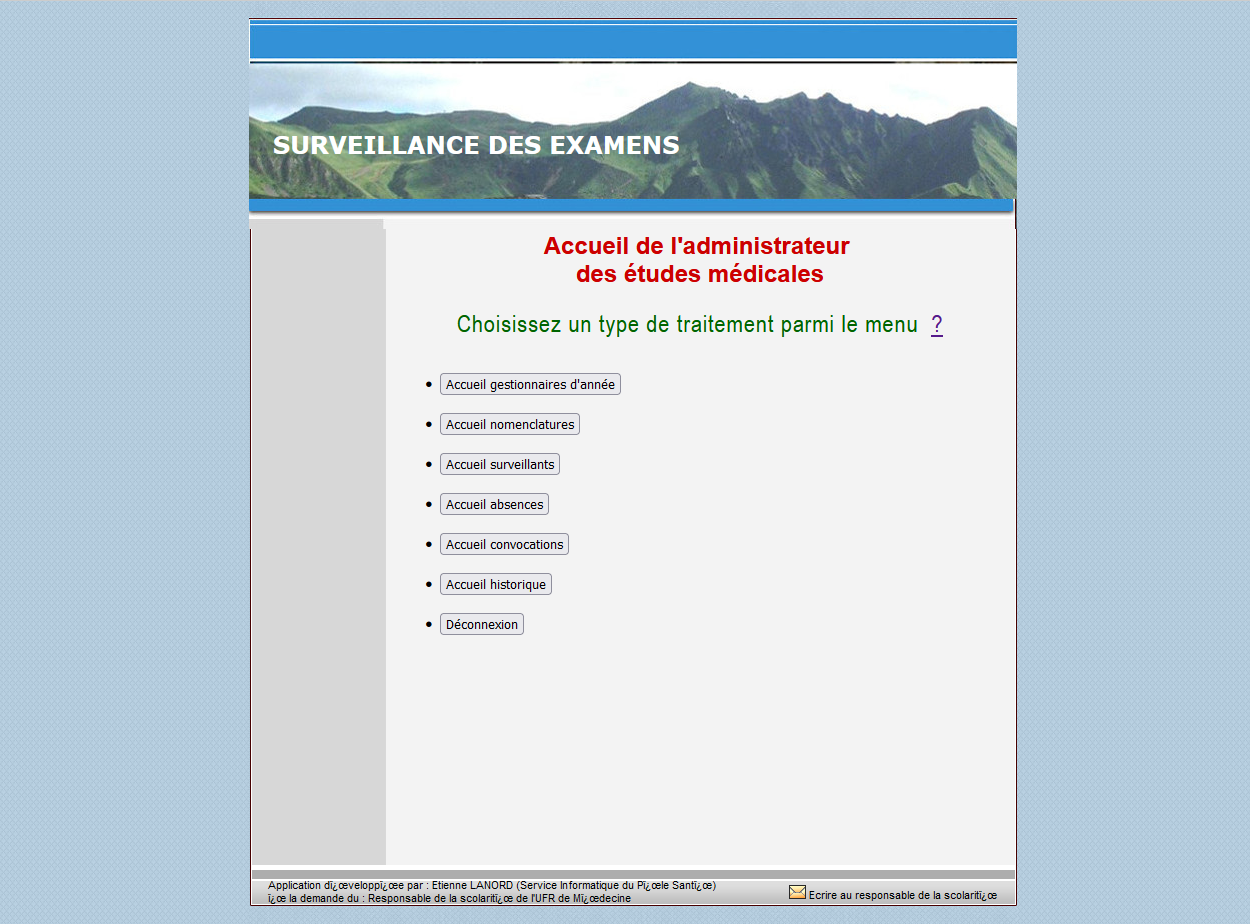 SURVEILLANCE DES EXAMENS
Accueil de l'administrateur
des études médicales
Choisissez un type de traitement parmi le menu ?
• Accueil gestionnaires d'année
• Accueil nomenclatures
• Accueil surveillants
• Accueil absences
• Accueil convocations
• Accueil historique
• Déconnexion
Application dï¿œveloppï¿œe par : Etienne LANORD (Service Informatique du Pï¿œle Santï¿œ)
ï¿œ la demande du : Responsable de la scolaritï¿œ de l'UFR de Mï¿œdecine
Ecrire au responsable de la scolaritï¿œ